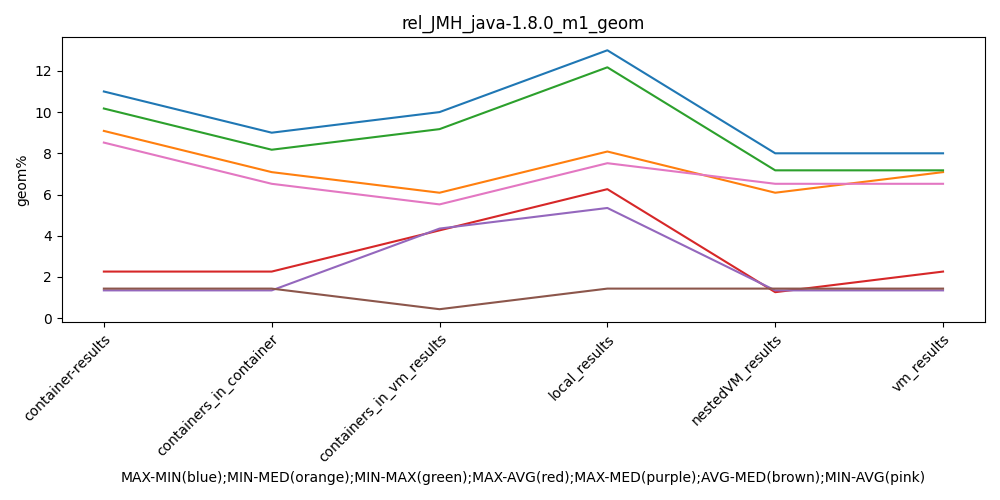 rel_JMH_java-1.8.0_m1_geom
geom%
12
10
8
6
4
2
0
container-results
containers_in_container
containers_in_vm_results
local_results
nestedVM_results
vm_results
MAX-MIN(blue);MIN-MED(orange);MIN-MAX(green);MAX-AVG(red);MAX-MED(purple);AVG-MED(brown);MIN-AVG(pink)